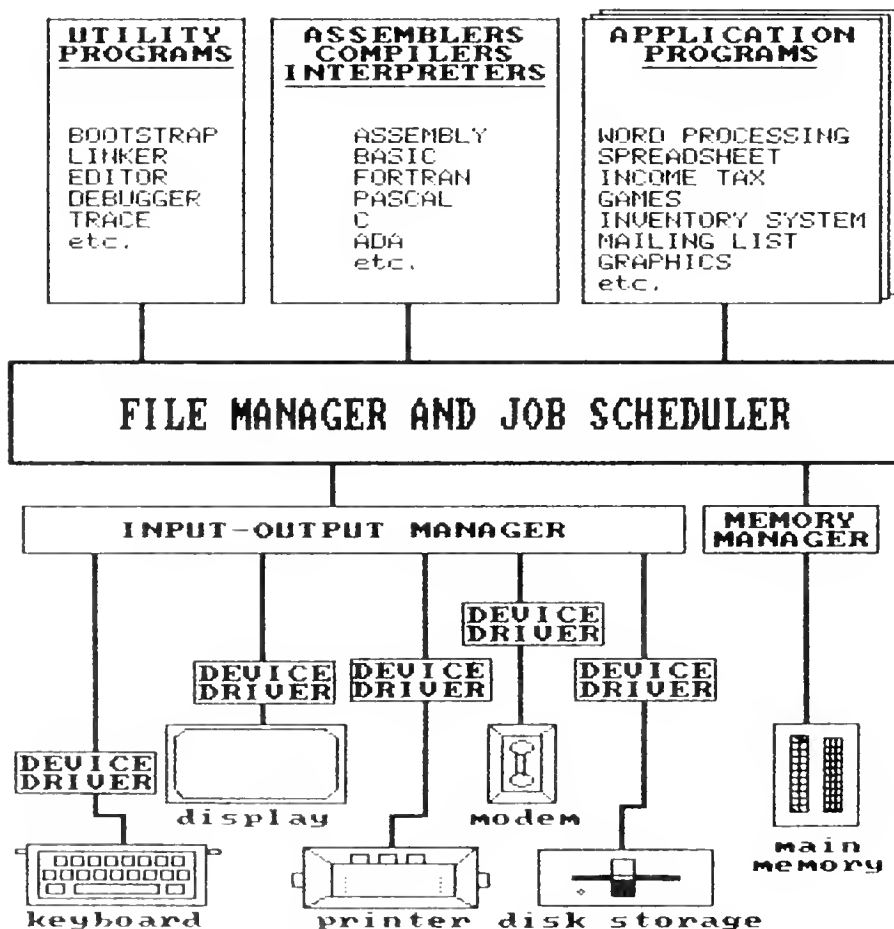 UTILITY
PROGRAMS
BOOTSTRAP
LINKER
EDITOR
DEBUGGER
TRACE
etc.
ASSEMBLERS
COMPILERS
INTERPRETERS
ASSEMBLY
BASIC
FORTRAN
PASCAL
C
ADA
etc.
APPLICATION
PROGRAMS
WORD PROCESSING
SPREADSHEET
INCOME TAX
GAMES
INVENTORY SYSTEM
MAILING LIST
GRAPHICS
etc.
FILE MANAGER AND JOB SCHEDULER
INPUT-OUTPUT MANAGER
MEMORY
MANAGER
DEVICE
DRIVER
DEVICE
DRIVER
DEVICE
DRIVER
DEVICE
DRIVER
DEVICE
DRIVER
display
modem
main
memory
keyboard
printer
disk storage